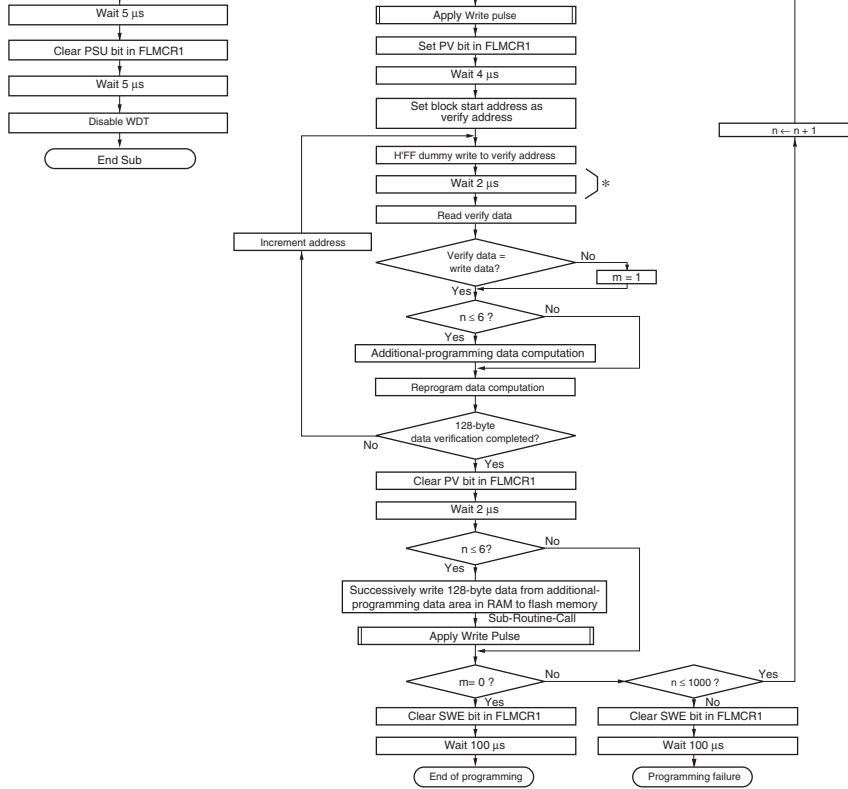 Wait 5 µs
Clear PSU bit in FLMCR1
Wait 5 µs
Disable WDT
End Sub
Apply Write pulse
Set PV bit in FLMCR1
Wait 4 µs
Set block start address as
verify address
n ← n + 1
H'FF dummy write to verify address
Wait 2 µs
*
Read verify data
Increment address
Verify data =
write data?
No
m = 1
Yes
n ≤ 6 ?
No
Yes
Additional-programming data computation
Reprogram data computation
128-byte
data verification completed?
No
Yes
Clear PV bit in FLMCR1
Wait 2 µs
n ≤ 6?
No
Yes
Successively write 128-byte data from additional-
programming data area in RAM to flash memory
Sub-Routine-Call
Apply Write Pulse
m= 0 ?
No
n ≤ 1000 ?
Yes
Yes
No
Clear SWE bit in FLMCR1
Clear SWE bit in FLMCR1
Wait 100 µs
Wait 100 µs
End of programming
Programming failure